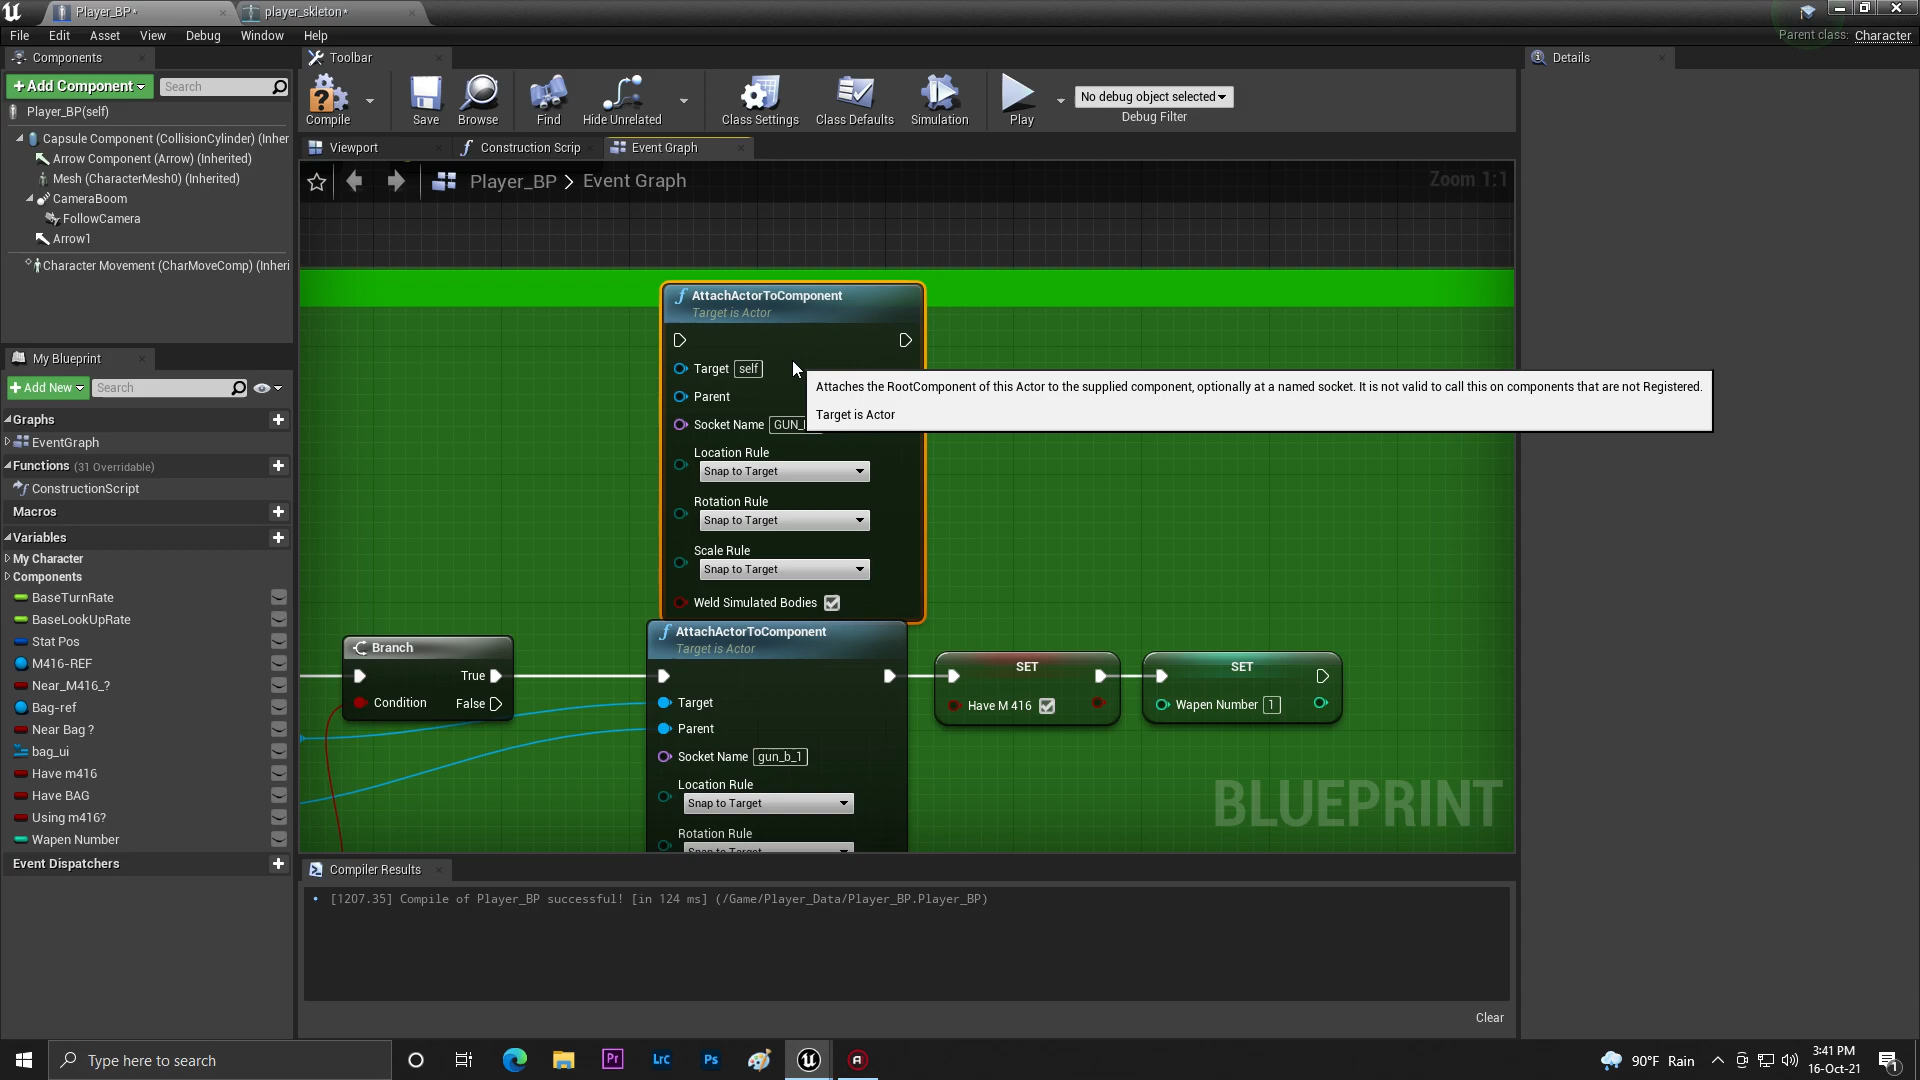 Player_BP*
player_skleton*
File Edit Asset View Debug Window Help
Parent class: Character
Components
Toolbar
Details
+Add Component
Search
Compile
Save
Browse
Find
Hide Unrelated
Class Settings
Class Defaults
Simulation
Play
No debug object selected
Debug Filter
Player_BP(self)
Capsule Component (CollisionCylinder) (Inher
Arrow Component (Arrow) (Inherited)
Mesh (CharacterMesh0) (Inherited)
CameraBoom
FollowCamera
Arrow1
Character Movement (CharMoveComp) (Inheri
Viewport
Construction Scrip
Event Graph
Player_BP > Event Graph
Zoom 1:1
My Blueprint
+Add New
Search
Graphs
EventGraph
Functions (31 Overridable)
ConstructionScript
Macros
Variables
My Character
Components
BaseTurnRate
BaseLookUpRate
Stat Pos
M416-REF
Near_M416_?
Bag-ref
Near Bag ?
bag_ui
Have m416
Have BAG
Using m416?
Wapen Number
Event Dispatchers
AttachActorToComponent
Target is Actor
Target self
Parent
Socket Name
Location Rule
Snap to Target
Rotation Rule
Snap to Target
Scale Rule
Snap to Target
Weld Simulated Bodies
Attaches the RootComponent of this Actor to the supplied component, optionally at a named socket. It is not valid to call this on components that are not Registered.
Target is Actor
Branch
True
Condition
False
AttachActorToComponent
Target is Actor
Target
Parent
Socket Name gun_b_1
Location Rule
Snap to Target
Rotation Rule
Snap to Target
SET
Have M 416
SET
Wapen Number 1
BLUEPRINT
Compiler Results
[1207.35] Compile of Player_BP successful! [in 124 ms] (/Game/Player_Data/Player_BP.Player_BP)
Clear
Type here to search
Pr
Lrc
Ps
90°F Rain
3:41 PM
16-Oct-21
1